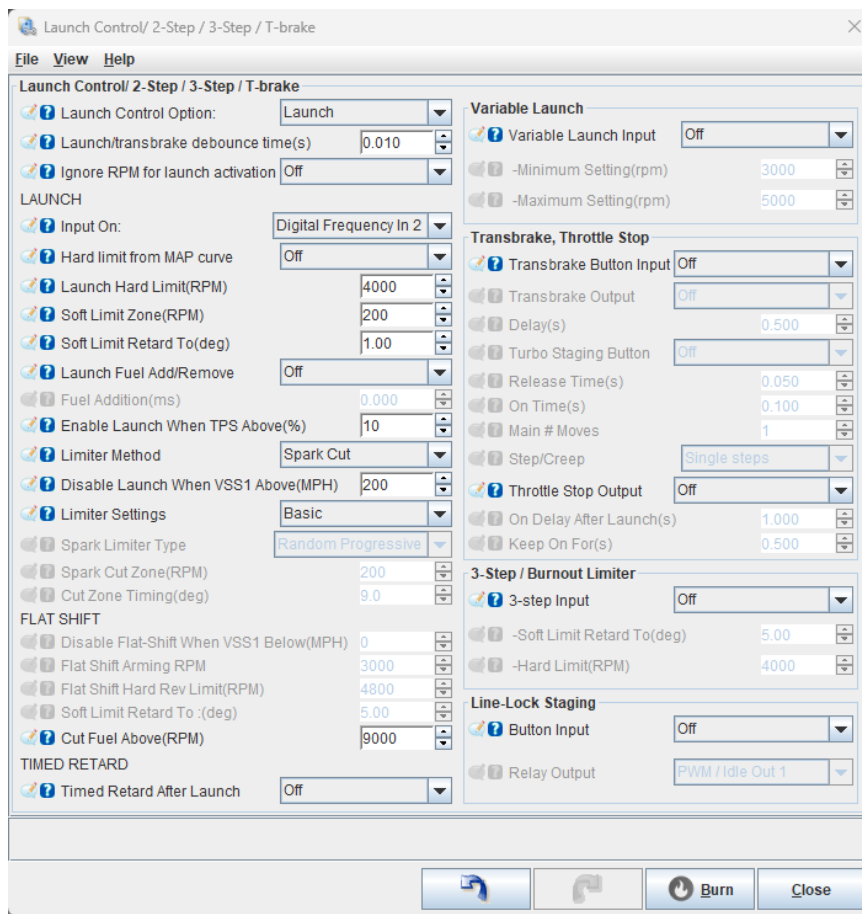 Launch Control/ 2-Step / 3-Step / T-brake
File View Help
Launch Control/ 2-Step / 3-Step / T-brake
Launch Control Option: Launch
Launch/transbrake debounce time(s) 0.010
Ignore RPM for launch activation Off
LAUNCH
Input On: Digital Frequency In 2
Hard limit from MAP curve Off
Launch Hard Limit(RPM) 4000
Soft Limit Zone(RPM) 200
Soft Limit Retard To(deg) 1.00
Launch Fuel Add/Remove Off
Fuel Addition(ms) 0.000
Enable Launch When TPS Above(%) 10
Limiter Method Spark Cut
Disable Launch When VSS1 Above(MPH) 200
Limiter Settings Basic
Spark Limiter Type Random Progressive
Spark Cut Zone(RPM) 200
Cut Zone Timing(deg) 9.0
FLAT SHIFT
Disable Flat-Shift When VSS1 Below(MPH) 0
Flat Shift Arming RPM 3000
Flat Shift Hard Rev Limit(RPM) 4800
Soft Limit Retard To :(deg) 5.00
Cut Fuel Above(RPM) 9000
TIMED RETARD
Timed Retard After Launch Off
Variable Launch
Variable Launch Input Off
-Minimum Setting(rpm) 3000
-Maximum Setting(rpm) 5000
Transbrake, Throttle Stop
Transbrake Button Input Off
Transbrake Output Off
Delay(s) 0.500
Turbo Staging Button Off
Release Time(s) 0.050
On Time(s) 0.100
Main # Moves 1
Step/Creep Single steps
Throttle Stop Output Off
On Delay After Launch(s) 1.000
Keep On For(s) 0.500
3-Step / Burnout Limiter
3-step Input Off
-Soft Limit Retard To(deg) 5.00
-Hard Limit(RPM) 4000
Line-Lock Staging
Button Input Off
Relay Output PWM / Idle Out 1
Burn Close